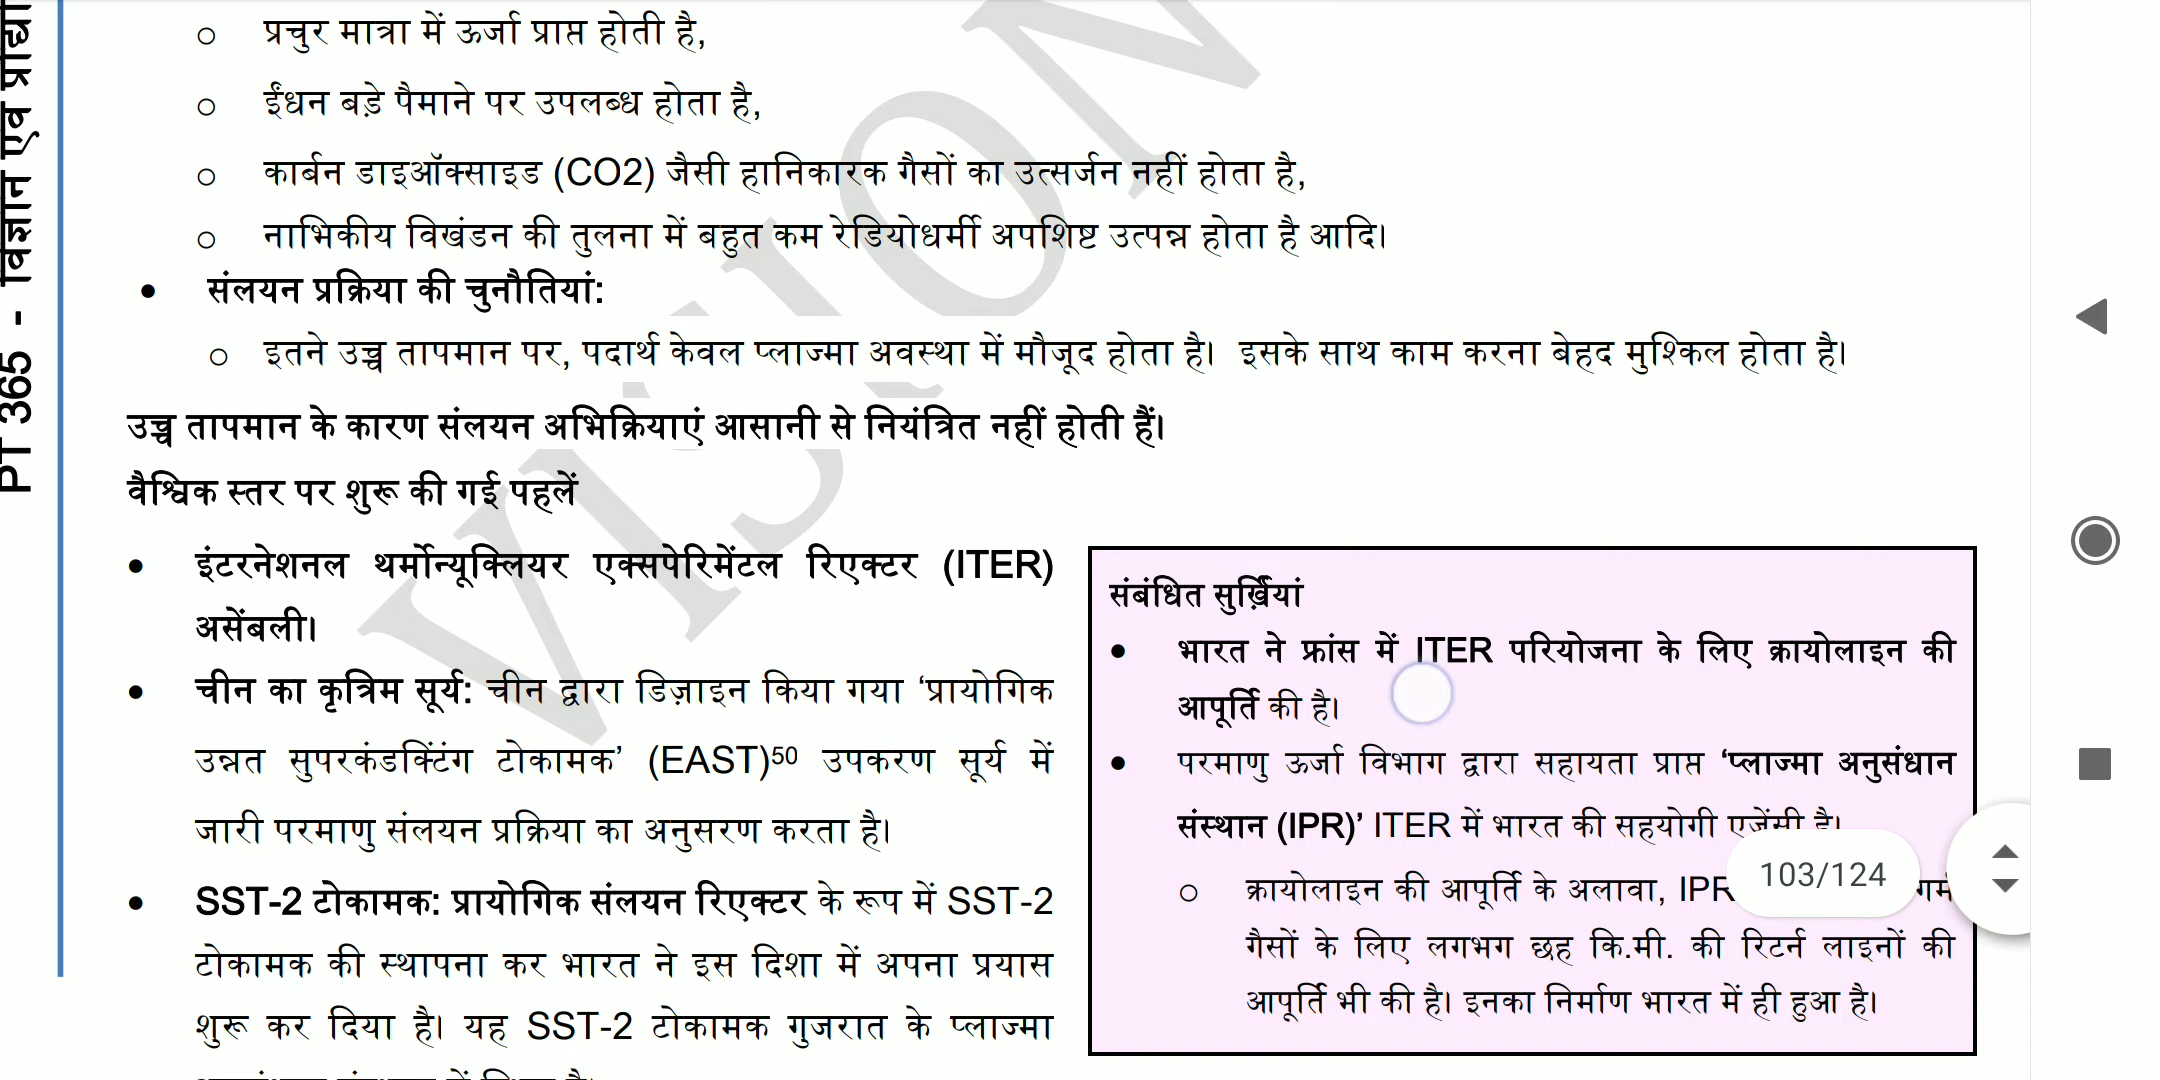 PT 365 - विज्ञान एवं
○ प्रचुर मात्रा में ऊर्जा प्राप्त होती है,
○ ईंधन बड़े पैमाने पर उपलब्ध होता है,
○ कार्बन डाइऑक्साइड (CO2) जैसी हानिकारक गैसों का उत्सर्जन नहीं होता है,
○ नाभिकीय विखंडन की तुलना में बहुत कम रेडियोधर्मी अपशिष्ट उत्पन्न होता है आदि।
● संलयन प्रक्रिया की चुनौतियां:
○ इतने उच्च तापमान पर, पदार्थ केवल प्लाज्मा अवस्था में मौजूद होता है। इसके साथ काम करना बेहद मुश्किल होता है।
उच्च तापमान के कारण संलयन अभिक्रियाएं आसानी से नियंत्रित नहीं होती हैं।
वैश्विक स्तर पर शुरू की गई पहलें
● इंटरनेशनल थर्मोन्यूक्लियर एक्सपेरिमेंटल रिएक्टर (ITER)
असेंबली।
● चीन का कृत्रिम सूर्य: चीन द्वारा डिज़ाइन किया गया ‘प्रायोगिक
उन्नत सुपरकंडक्टिंग टोकामक’ (EAST)50 उपकरण सूर्य में
जारी परमाणु संलयन प्रक्रिया का अनुसरण करता है।
● SST-2 टोकामक: प्रायोगिक संलयन रिएक्टर के रूप में SST-2
टोकामक की स्थापना कर भारत ने इस दिशा में अपना प्रयास
शुरू कर दिया है। यह SST-2 टोकामक गुजरात के प्लाज्मा
संबंधित सुर्ख़ियां
● भारत ने फ्रांस में ITER परियोजना के लिए क्रायोलाइन की
आपूर्ति की है।
● परमाणु ऊर्जा विभाग द्वारा सहायता प्राप्त ‘प्लाज्मा अनुसंधान
संस्थान (IPR)’ ITER में भारत की सहयोगी एजेंसी है।
○ क्रायोलाइन की आपूर्ति के अलावा, IPR
गैसों के लिए लगभग छह कि.मी. की रिटर्न लाइनों की
आपूर्ति भी की है। इनका निर्माण भारत में ही हुआ है।
103/124
VISION